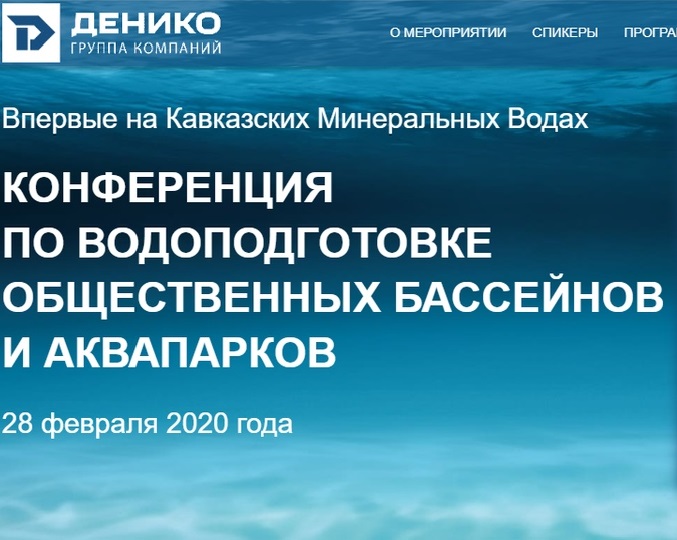 ДЕНИКО
ГРУППА КОМПАНИЙ
О МЕРОПРИЯТИИ СПИКЕРЫ
Впервые на Кавказских Минеральных Водах
КОНФЕРЕНЦИЯ
ПО ВОДОПОДГОТОВКЕ
ОБЩЕСТВЕННЫХ БАССЕЙНОВ
И АКВАПАРКОВ
28 февраля 2020 года